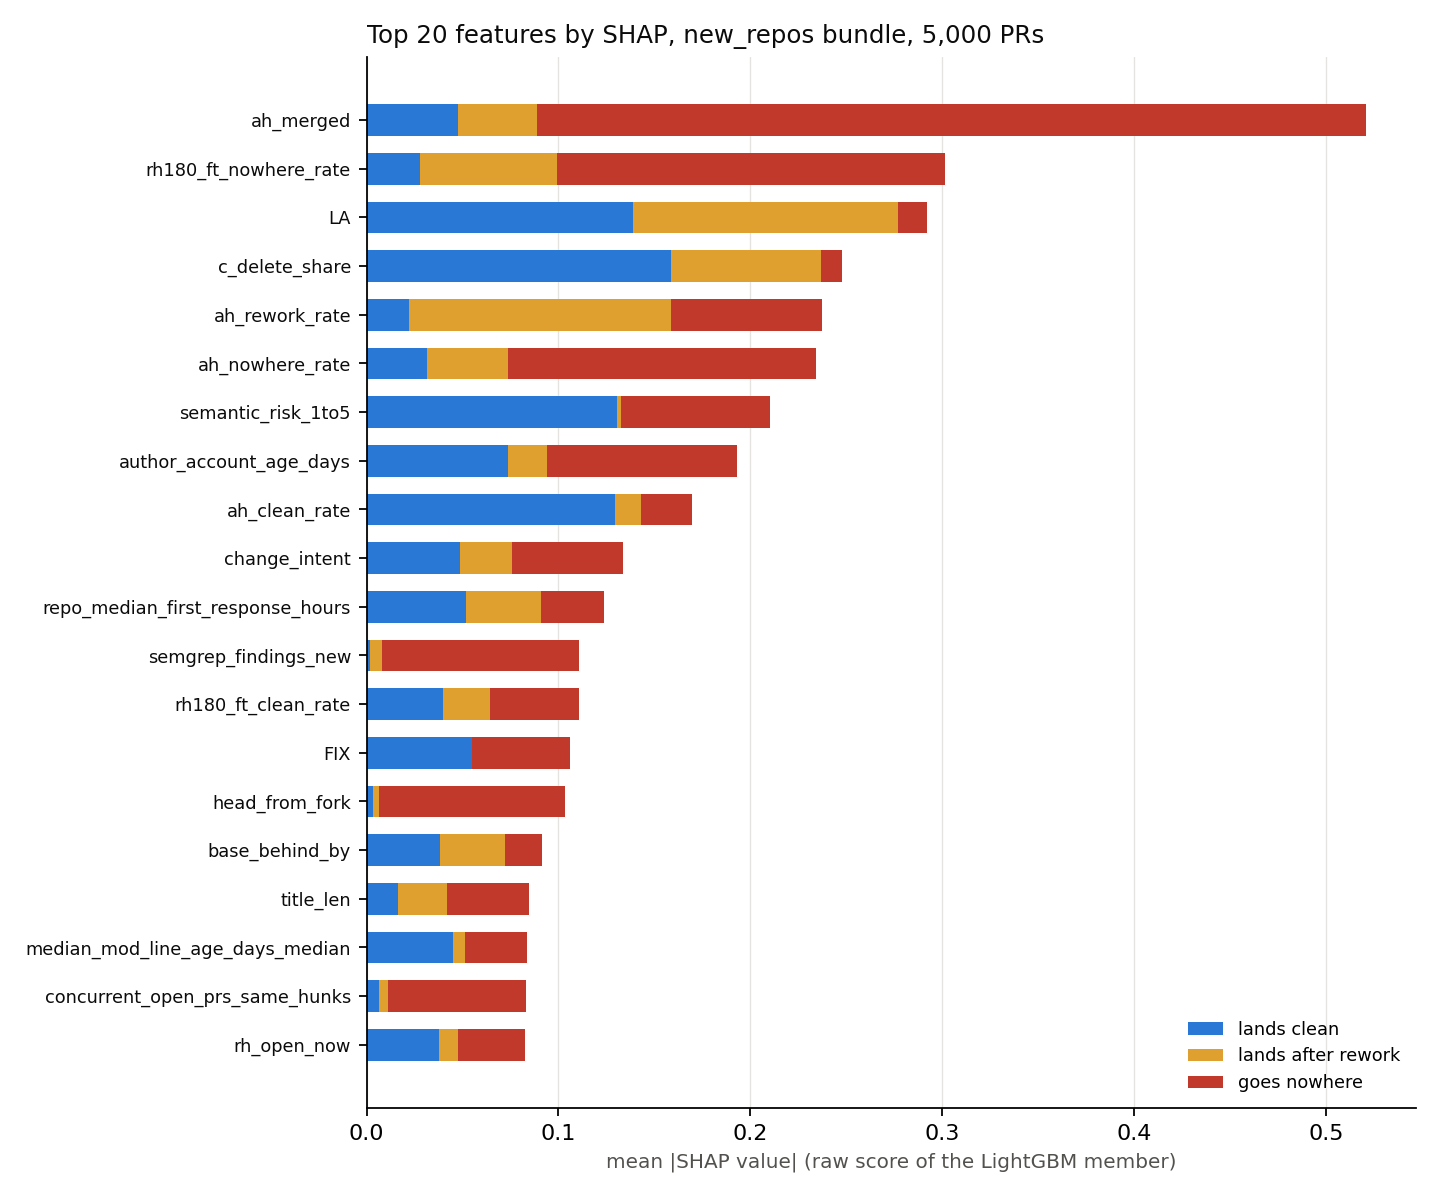 Top 20 features by SHAP, new_repos bundle, 5,000 PRs
ah_merged
rh180_ft_nowhere_rate
LA
c_delete_share
ah_rework_rate
ah_nowhere_rate
semantic_risk_1to5
author_account_age_days
ah_clean_rate
change_intent
repo_median_first_response_hours
semgrep_findings_new
rh180_ft_clean_rate
FIX
head_from_fork
base_behind_by
title_len
median_mod_line_age_days_median
concurrent_open_prs_same_hunks
rh_open_now
lands clean
lands after rework
goes nowhere
0.0 0.1 0.2 0.3 0.4 0.5
mean |SHAP value| (raw score of the LightGBM member)